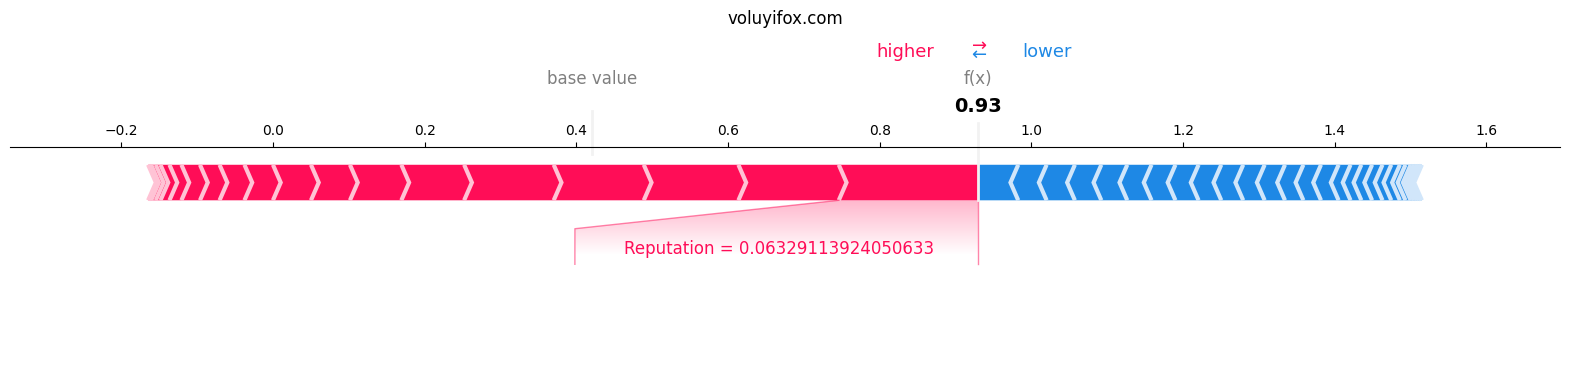 voluyifox.com
higher ⇄ lower
base value f(x)
0.93
−0.2 0.0 0.2 0.4 0.6 0.8 1.0 1.2 1.4 1.6
Reputation = 0.06329113924050633